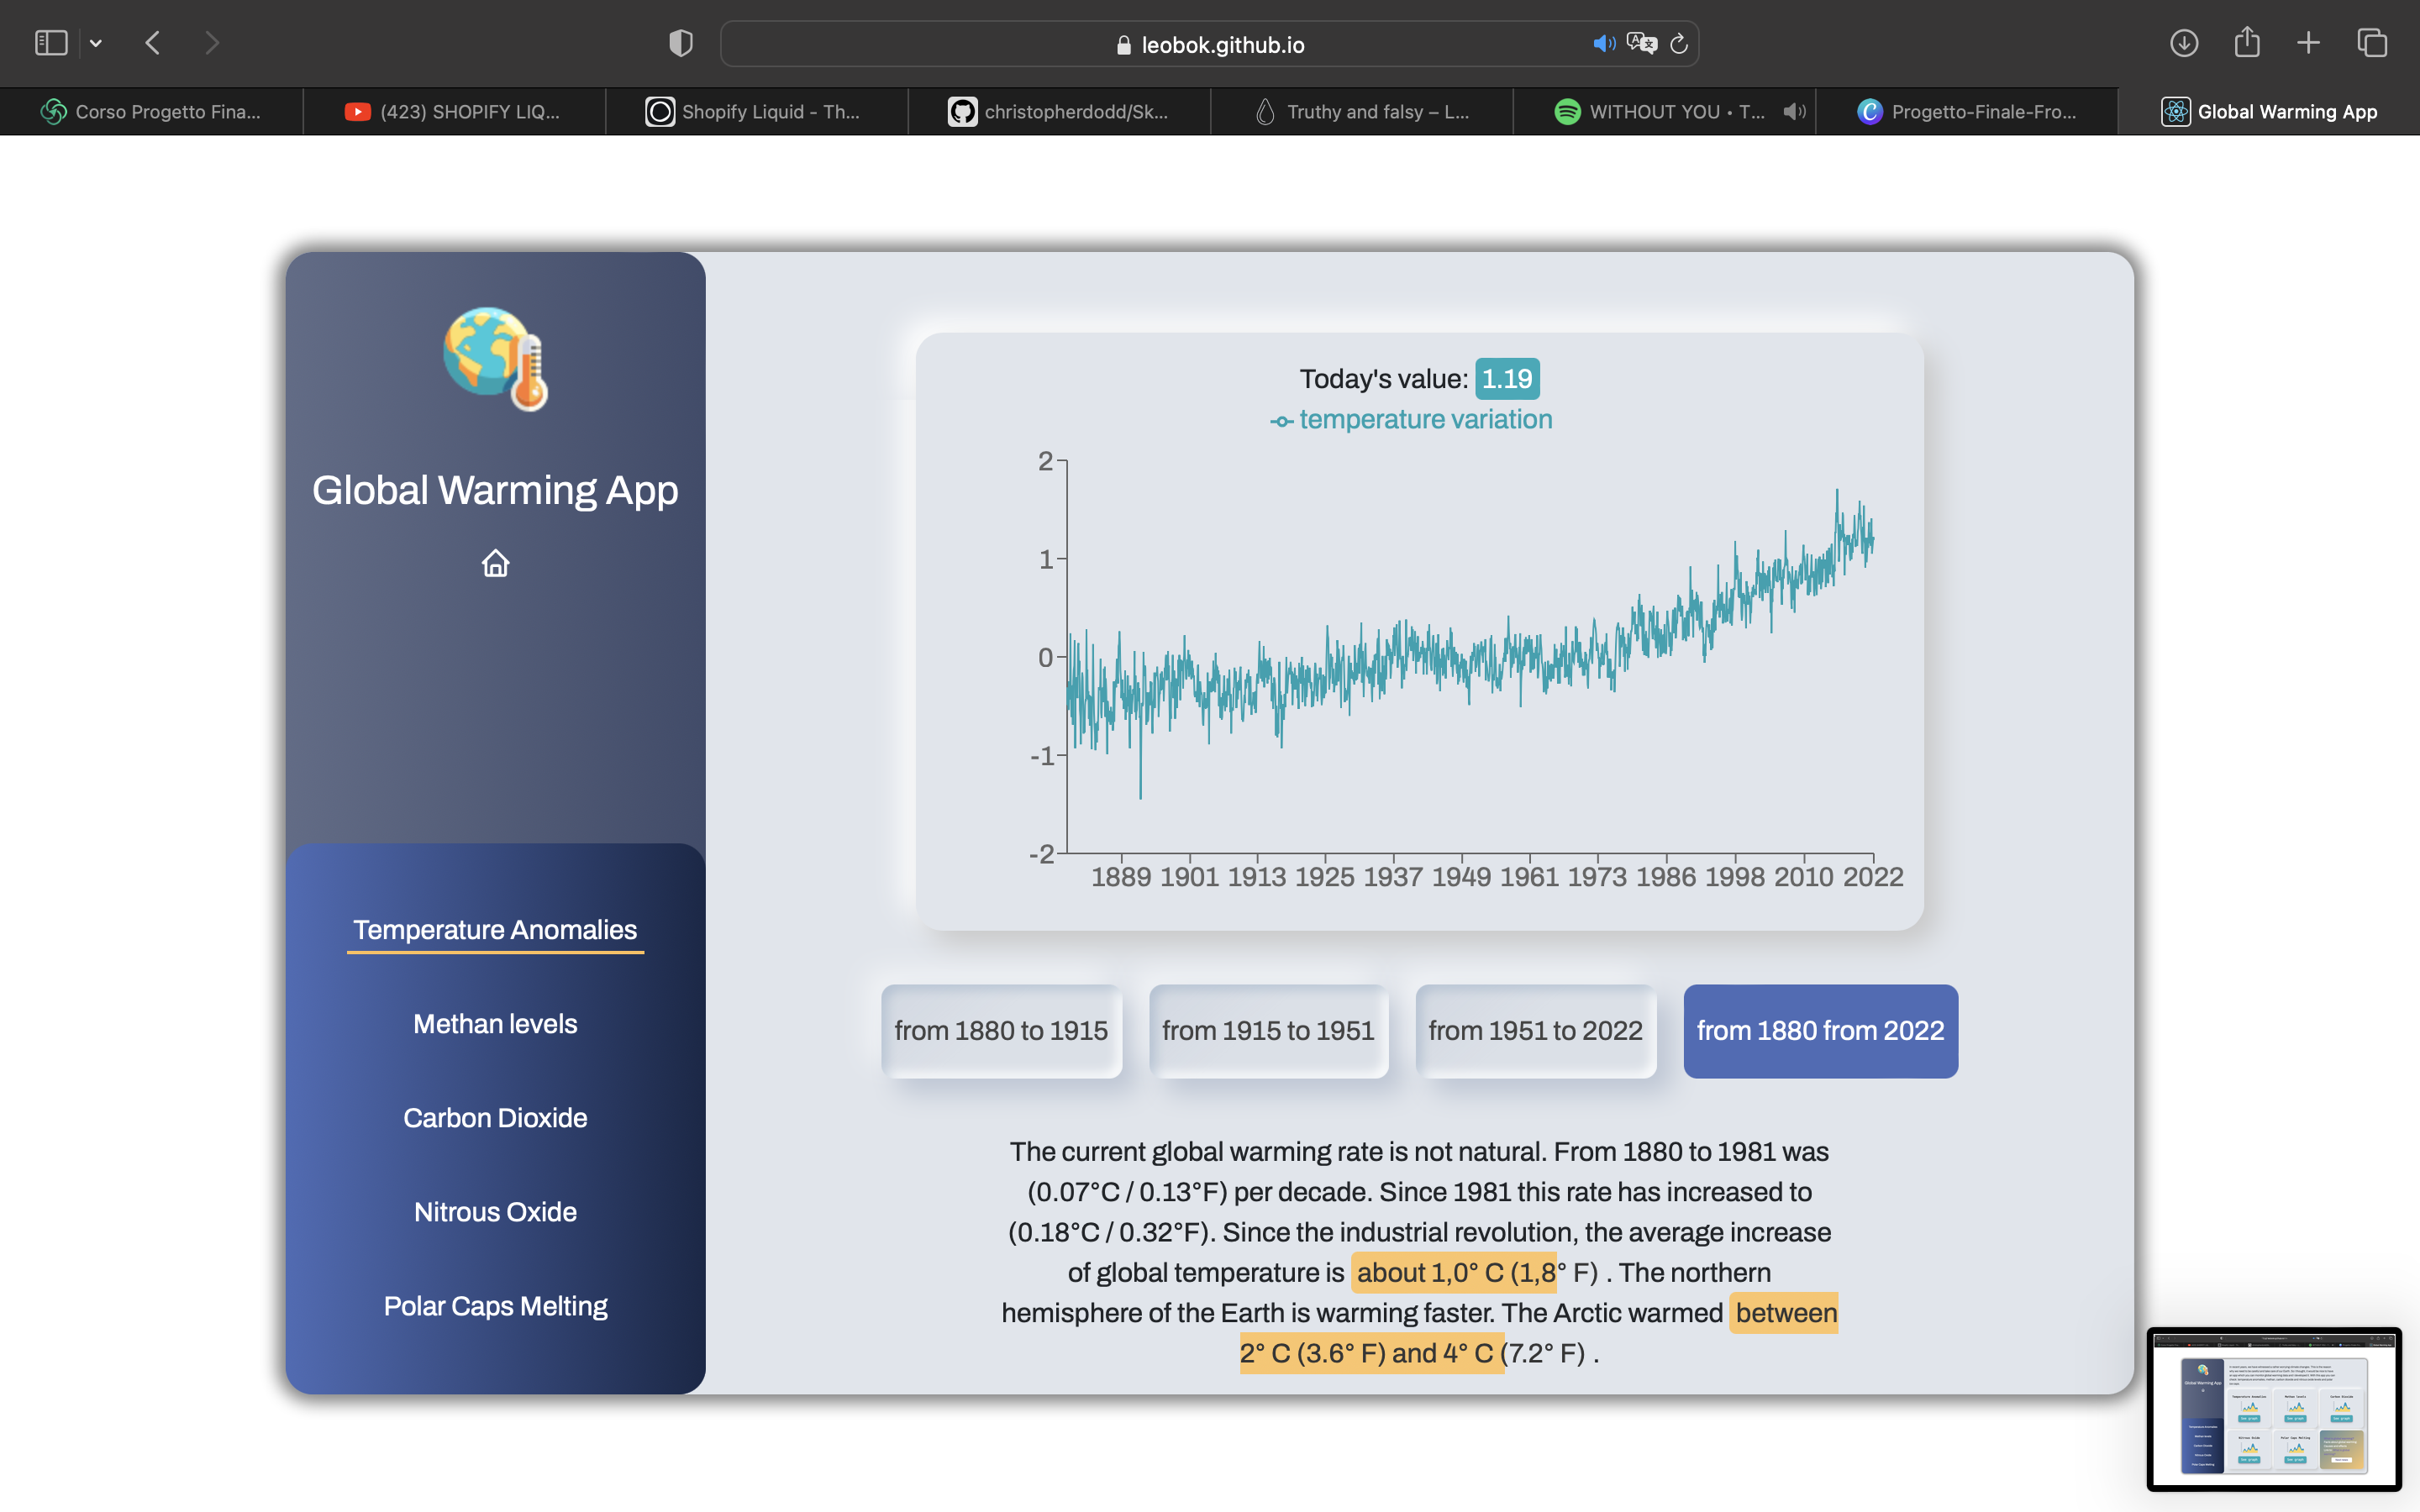 leobok.github.io
Corso Progetto Fina...
(423) SHOPIFY LIQ...
Shopify Liquid - Th...
christopherdodd/Sk...
Truthy and falsy – L...
WITHOUT YOU • T...
Progetto-Finale-Fro...
Global Warming App
Global Warming App
Temperature Anomalies
Methan levels
Carbon Dioxide
Nitrous Oxide
Polar Caps Melting
Today's value: 1.19
temperature variation
2
1
0
-1
-2
1889 1901 1913 1925 1937 1949 1961 1973 1986 1998 2010 2022
from 1880 to 1915
from 1915 to 1951
from 1951 to 2022
from 1880 from 2022
The current global warming rate is not natural. From 1880 to 1981 was
(0.07°C / 0.13°F) per decade. Since 1981 this rate has increased to
(0.18°C / 0.32°F). Since the industrial revolution, the average increase
of global temperature is about 1,0° C (1,8° F) . The northern
hemisphere of the Earth is warming faster. The Arctic warmed between
2° C (3.6° F) and 4° C (7.2° F) .